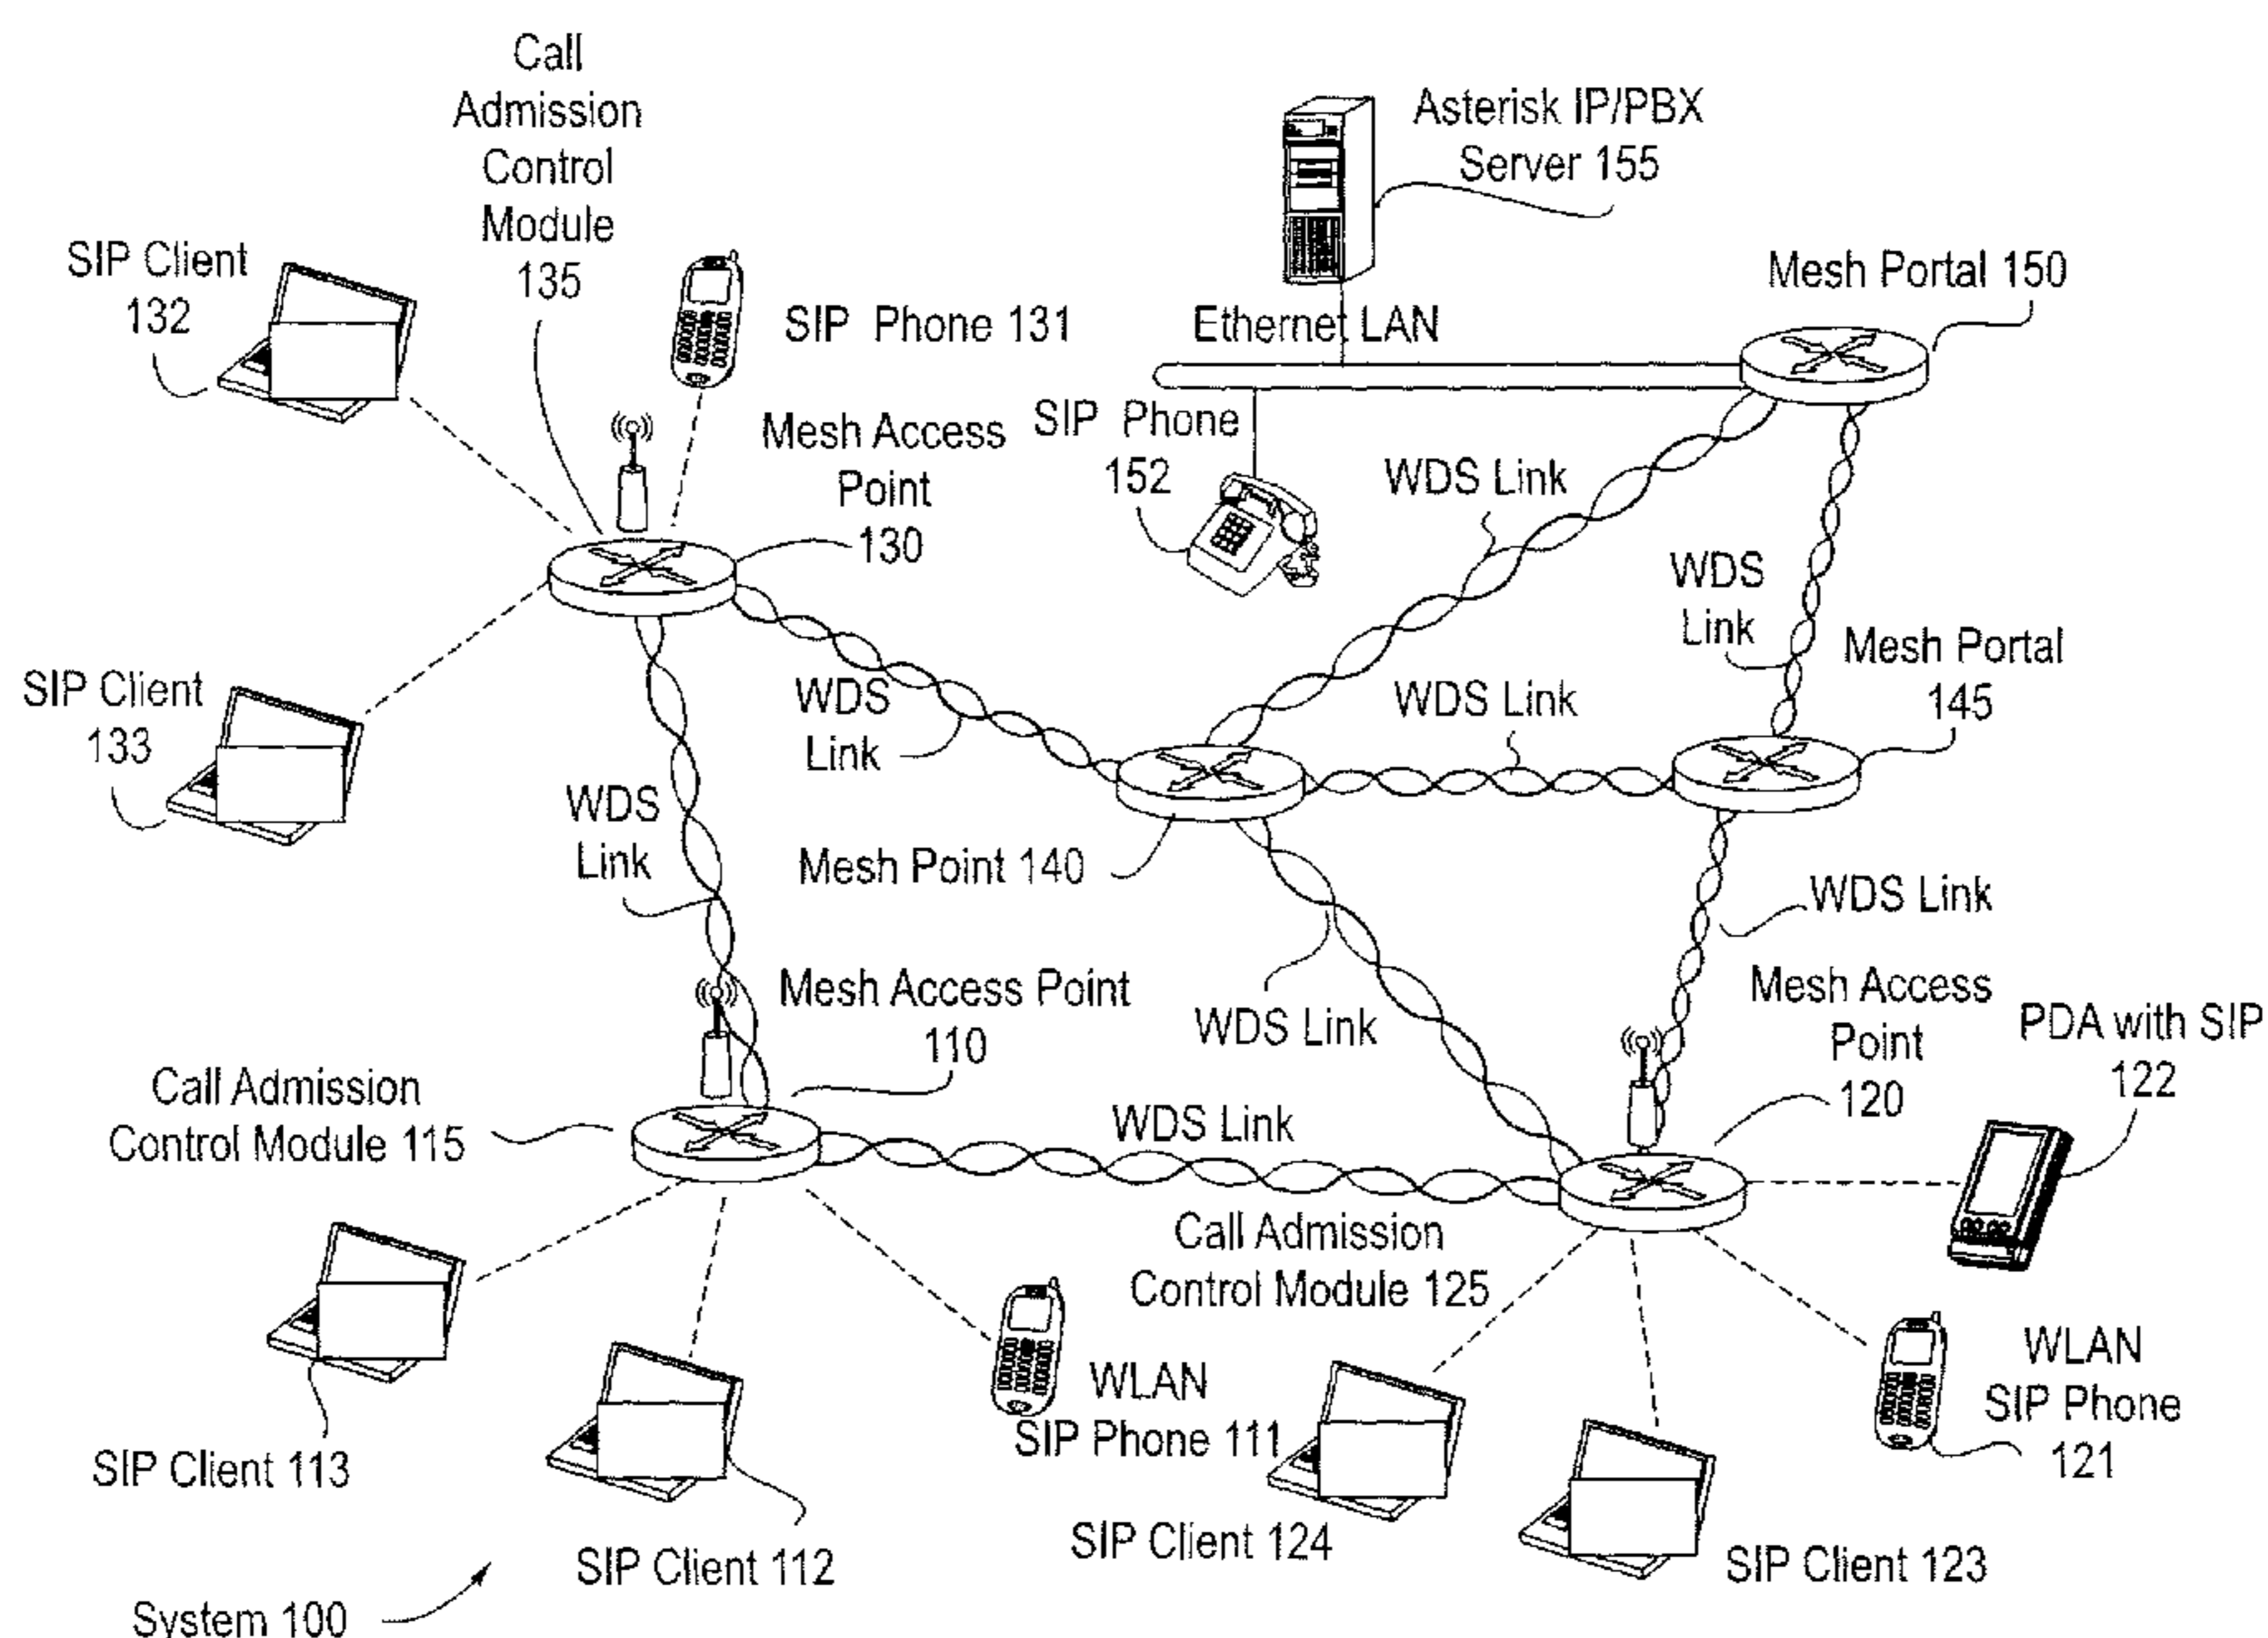 Call
Admission
Control
Module
135
SIP Client
132
SIP Phone 131
Asterisk IP/PBX
Server 155
Mesh Portal 150
Ethernet LAN
SIP Phone
152
Mesh Access
Point
130
WDS Link
WDS
Link
Mesh Portal
145
SIP Client
133
WDS
Link
WDS Link
WDS
Link
Mesh Point 140
WDS Link
WDS Link
Mesh Access Point
110
Mesh Access
Point
120
PDA with SIP
122
Call Admission
Control Module 115
WDS Link
Call Admission
Control Module 125
WLAN
SIP Phone 111
WLAN
SIP Phone
121
SIP Client 113
SIP Client 112
SIP Client 124
SIP Client 123
System 100